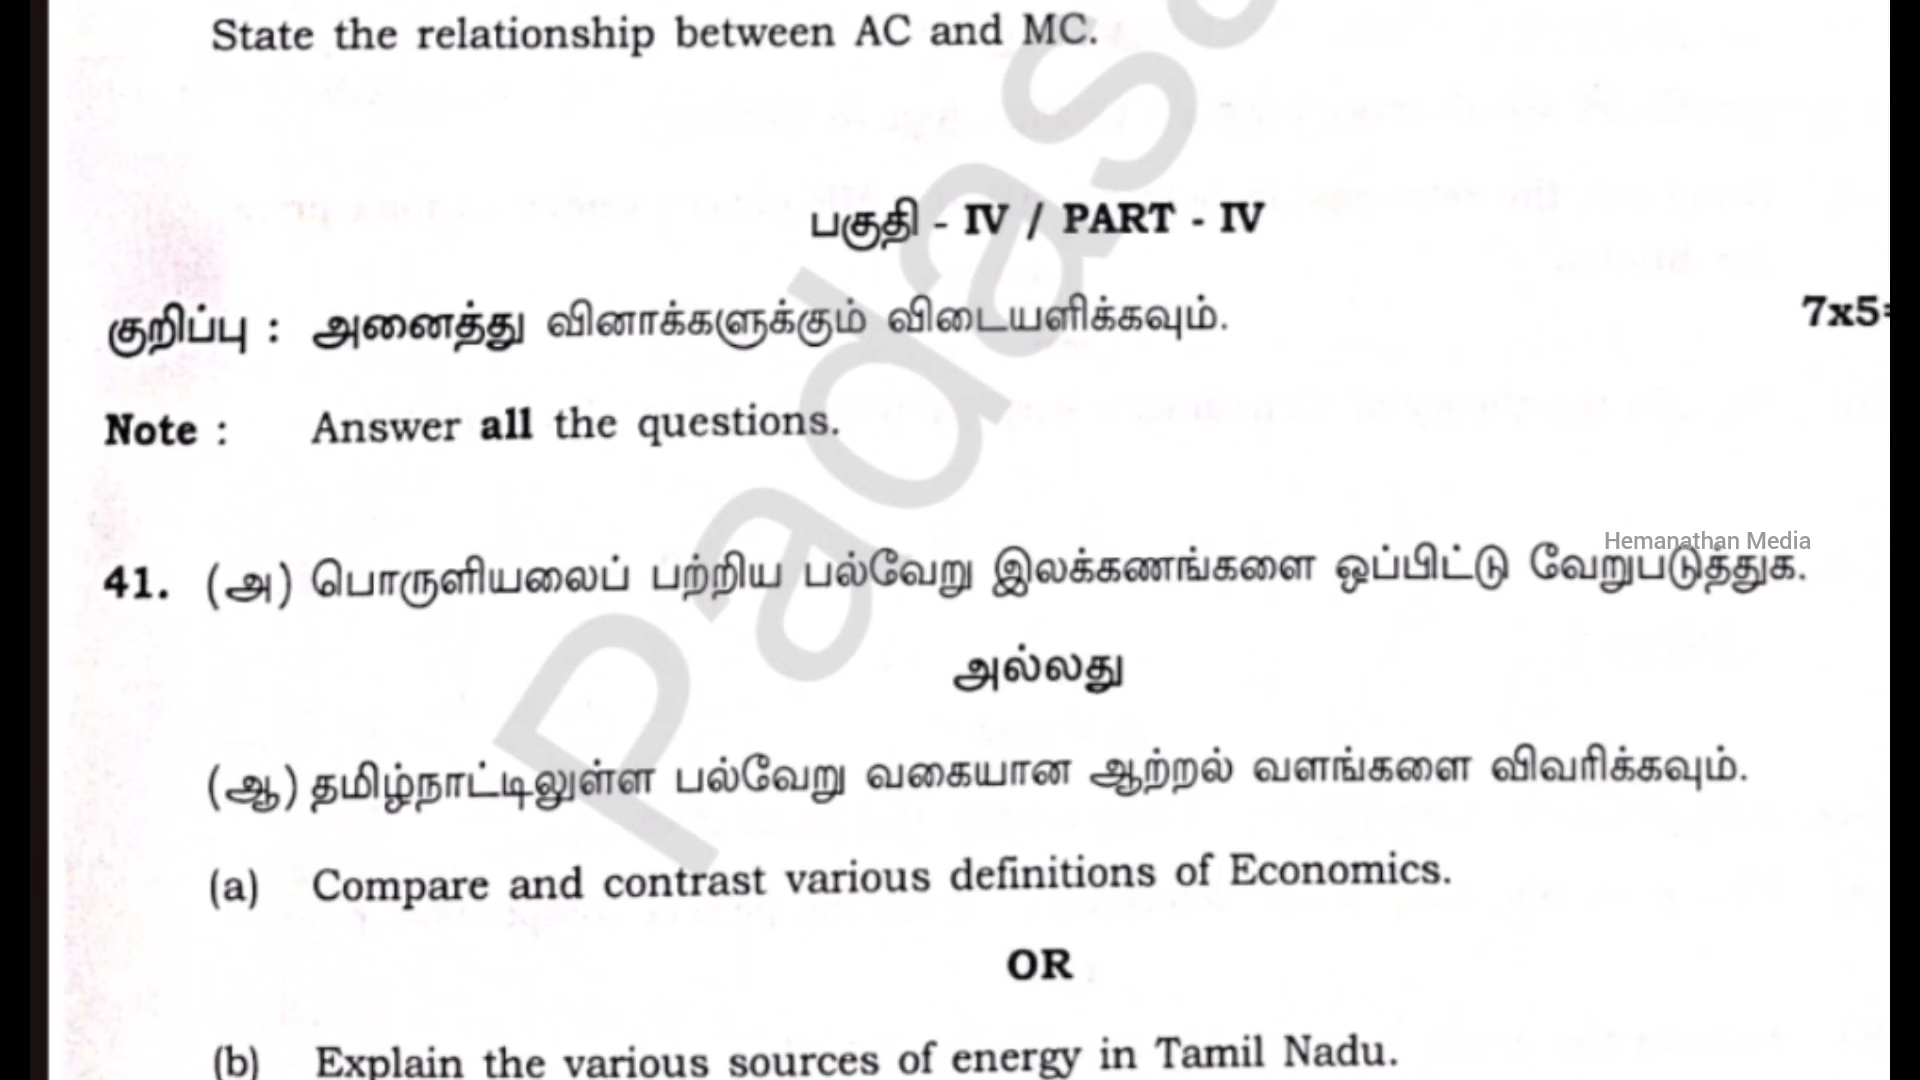 State the relationship between AC and MC.
பகுதி - IV / PART - IV
குறிப்பு : அனைத்து வினாக்களுக்கும் விடையளிக்கவும்.
7x5=
Note : Answer all the questions.
Hemanathan Media
41. (அ) பொருளியலைப் பற்றிய பல்வேறு இலக்கணங்களை ஒப்பிட்டு வேறுபடுத்துக.
அல்லது
(ஆ) தமிழ்நாட்டிலுள்ள பல்வேறு வகையான ஆற்றல் வளங்களை விவரிக்கவும்.
(a) Compare and contrast various definitions of Economics.
OR
(b) Explain the various sources of energy in Tamil Nadu.
Padasa